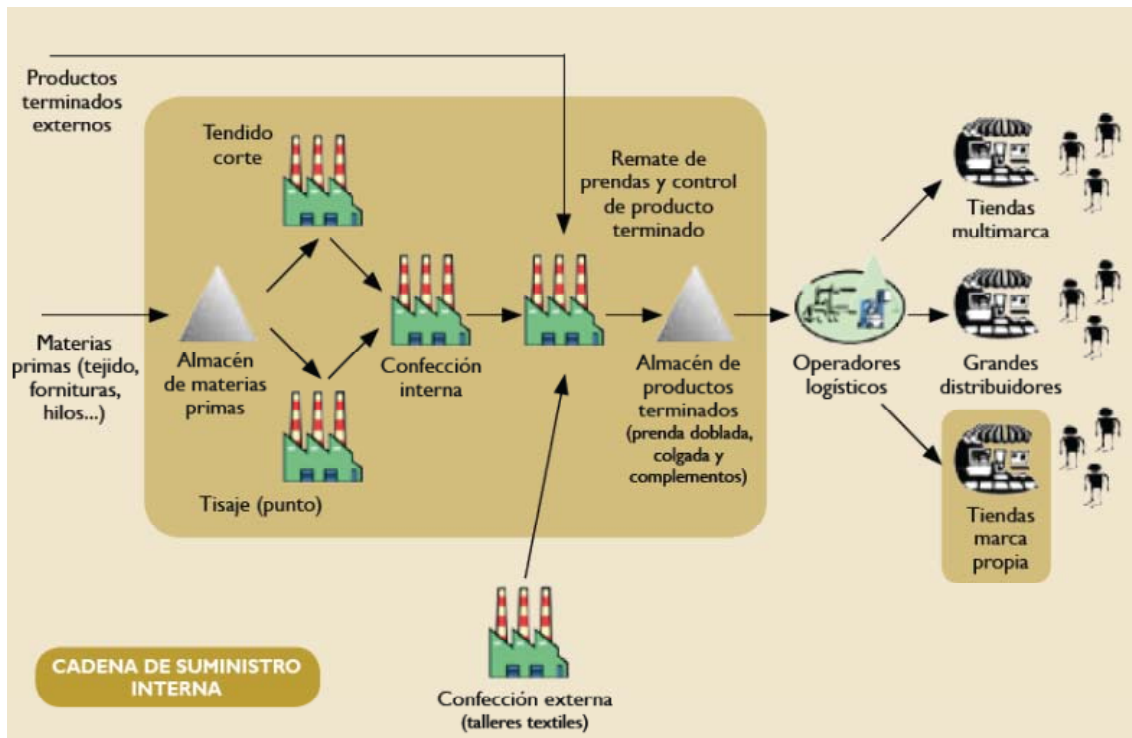 Productos
terminados
externos
Tendido
corte
Remate de
prendas y control
de producto
terminado
Tiendas
multimarca
Materias
primas (tejido,
fornituras,
hilos...)
Almacén
de materias
primas
Confección
interna
Almacén de
productos
terminados
(prenda doblada,
colgada y
complementos)
Operadores
logísticos
Grandes
distribuidores
Tisaje (punto)
Tiendas
marca
propia
CADENA DE SUMINISTRO
INTERNA
Confección externa
(talleres textiles)